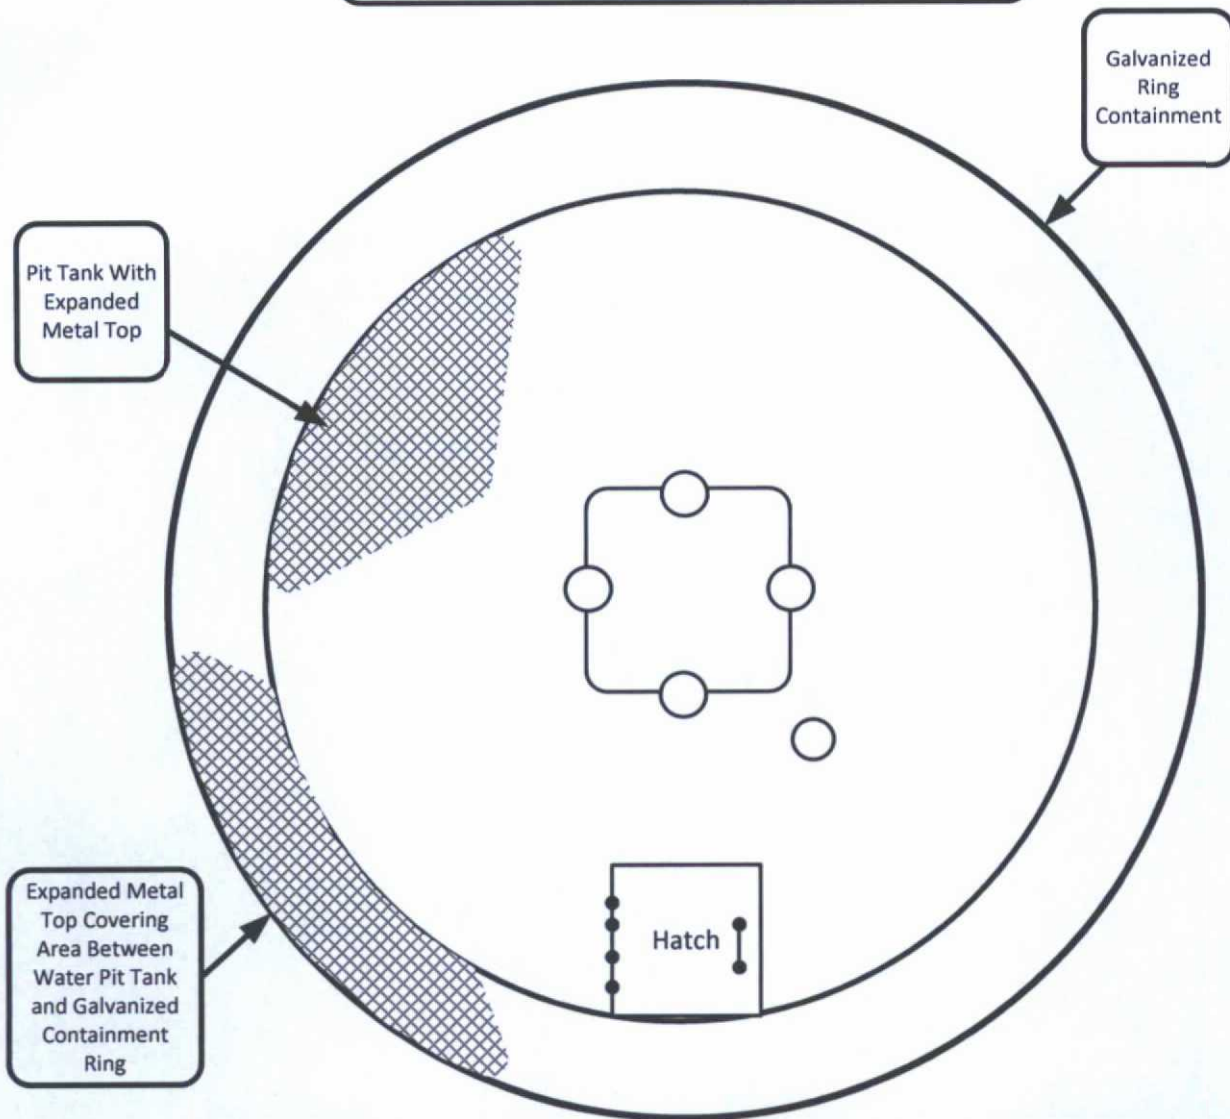 Galvanized
Ring
Containment
Pit Tank With
Expanded
Metal Top
Expanded Metal
Top Covering
Area Between
Water Pit Tank
and Galvanized
Containment
Ring
Hatch